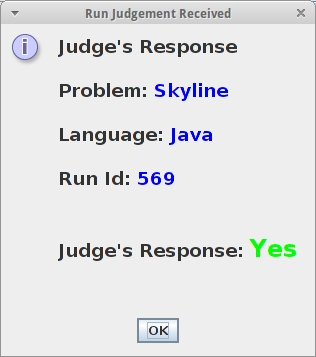 Run Judgement Received
Judge's Response
Problem: Skyline
Language: Java
Run Id: 569
Judge's Response: Yes
OK